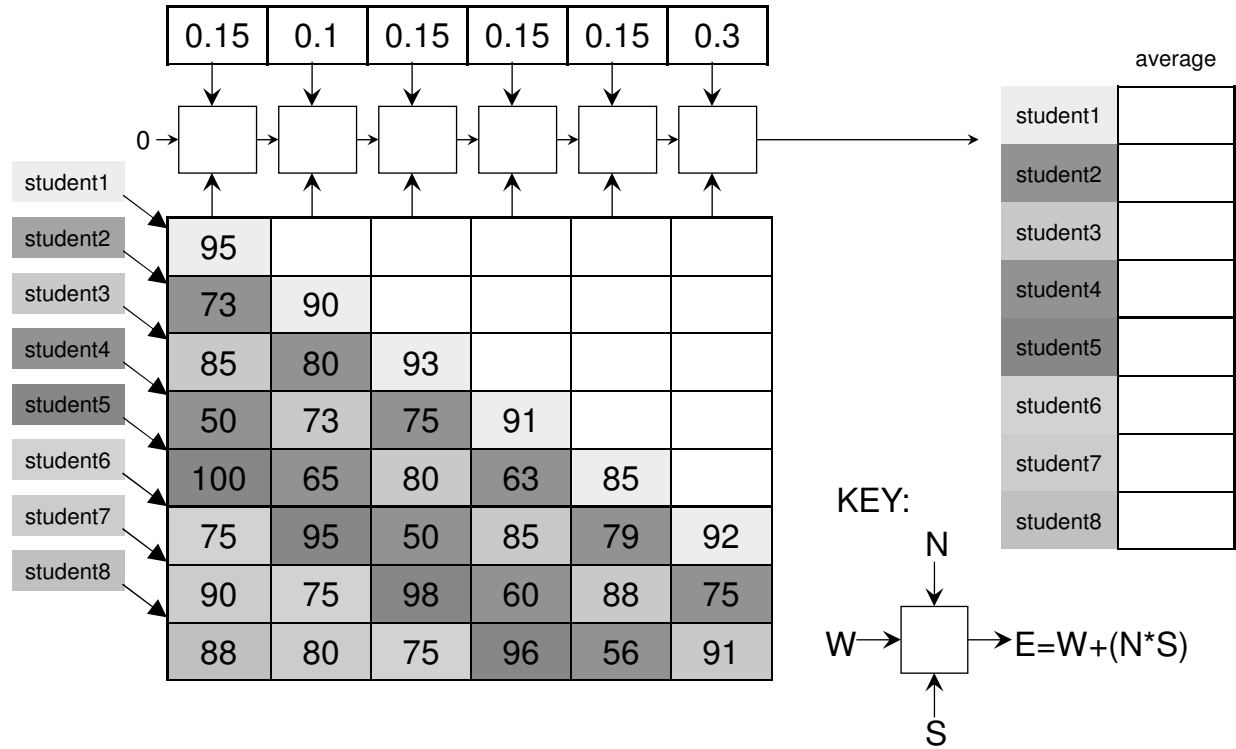 0.15 0.1 0.15 0.15 0.15 0.3
average
0
student1
student2
student3
student4
student5
student6
student7
student8
95
73 90
85 80 93
50 73 75 91
100 65 80 63 85
75 95 50 85 79 92
90 75 98 60 88 75
88 80 75 96 56 91
student1
student2
student3
student4
student5
student6
student7
student8
KEY:
N
W E=W+(N*S)
S